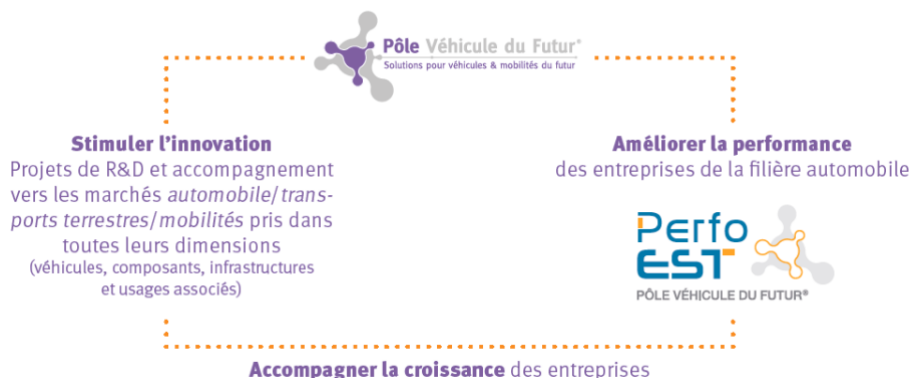 Pôle Véhicule du Futur®
Solutions pour véhicules & mobilités du futur
Stimuler l'innovation
Projets de R&D et accompagnement
vers les marchés automobile/trans-
ports terrestres/mobilités pris dans
toutes leurs dimensions
(véhicules, composants, infrastructures
et usages associés)
Améliorer la performance
des entreprises de la filière automobile
Perfo
EST
PÔLE VÉHICULE DU FUTUR®
Accompagner la croissance des entreprises